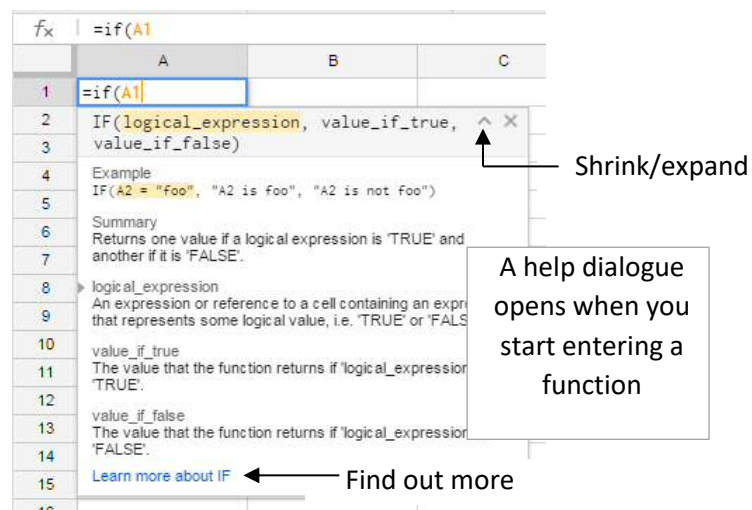 fx =if(A1
A B C
1 =if(A1
2 IF(logical_expression, value_if_true,
3 value_if_false)
4 Example
IF(A2 = "foo", "A2 is foo", "A2 is not foo")
5
6 Summary
Returns one value if a logical expression is 'TRUE' and
7 another if it is 'FALSE'.
8 logical_expression
9 An expression or reference to a cell containing an expre
that represents some logical value, i.e. 'TRUE' or 'FALS
10 value_if_true
11 The value that the function returns if 'logical_expression
'TRUE'.
12
value_if_false
13 The value that the function returns if 'logical_expression
14 'FALSE'.
15 Learn more about IF
Shrink/expand
A help dialogue
opens when you
start entering a
function
Find out more